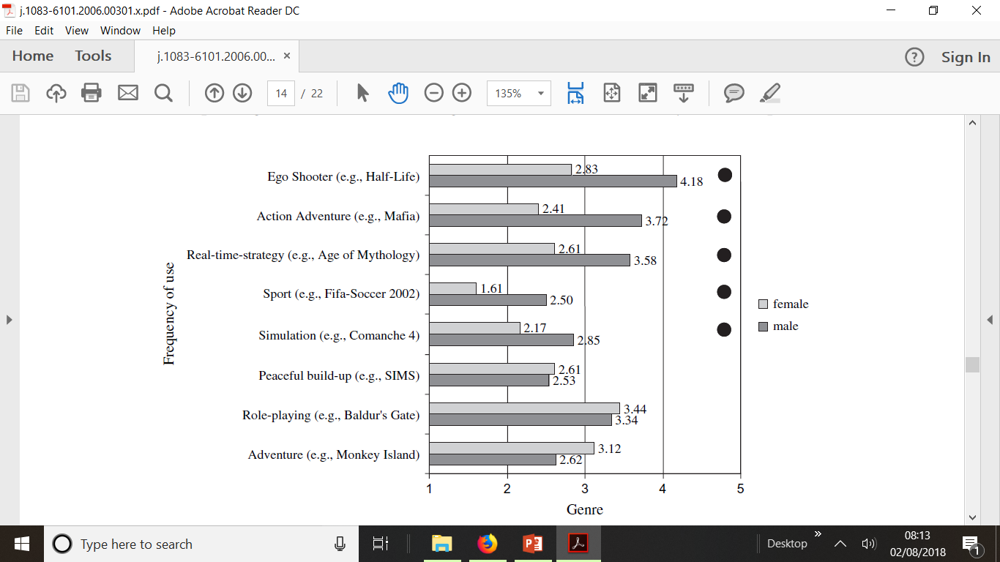 j.1083-6101.2006.00301.x.pdf - Adobe Acrobat Reader DC
File Edit View Window Help
Home Tools j.1083-6101.2006.00... × ? Sign In
14 / 22 135%
Ego Shooter (e.g., Half-Life) 2.83
4.18
Action Adventure (e.g., Mafia) 2.41
3.72
Real-time-strategy (e.g., Age of Mythology) 2.61
3.58
Sport (e.g., Fifa-Soccer 2002) 1.61
2.50
Simulation (e.g., Comanche 4) 2.17
2.85
Peaceful build-up (e.g., SIMS) 2.61
2.53
Role-playing (e.g., Baldur's Gate) 3.44
3.34
Adventure (e.g., Monkey Island) 3.12
2.62
Frequency of use
female
male
1 2 3 4 5
Genre
Type here to search
Desktop
08:13
02/08/2018
1